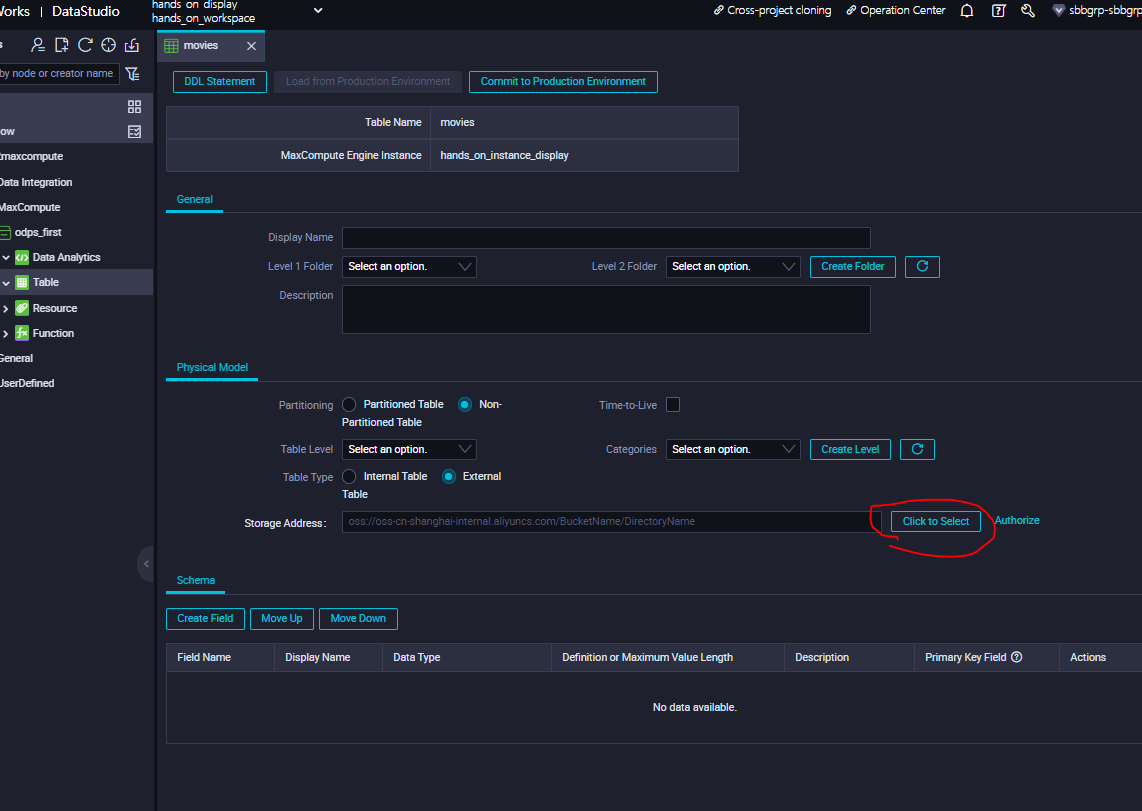 Works | DataStudio
hands_on_display
hands_on_workspace
Cross-project cloning
Operation Center
sbbgrp-sbbgrp
movies
by node or creator name
DDL Statement
Load from Production Environment
Commit to Production Environment
ow
maxcompute
Data Integration
MaxCompute
odps_first
Data Analytics
Table
Resource
Function
General
UserDefined
Table Name
movies
MaxCompute Engine Instance
hands_on_instance_display
General
Display Name
Level 1 Folder
Select an option.
Level 2 Folder
Select an option.
Create Folder
Description
Physical Model
Partitioning
Partitioned Table
Non-
Partitioned Table
Time-to-Live
Table Level
Select an option.
Categories
Select an option.
Create Level
Table Type
Internal Table
External
Table
Storage Address:
oss://oss-cn-shanghai-internal.aliyuncs.com/BucketName/DirectoryName
Click to Select
Authorize
Schema
Create Field
Move Up
Move Down
Field Name
Display Name
Data Type
Definition or Maximum Value Length
Description
Primary Key Field
Actions
No data available.